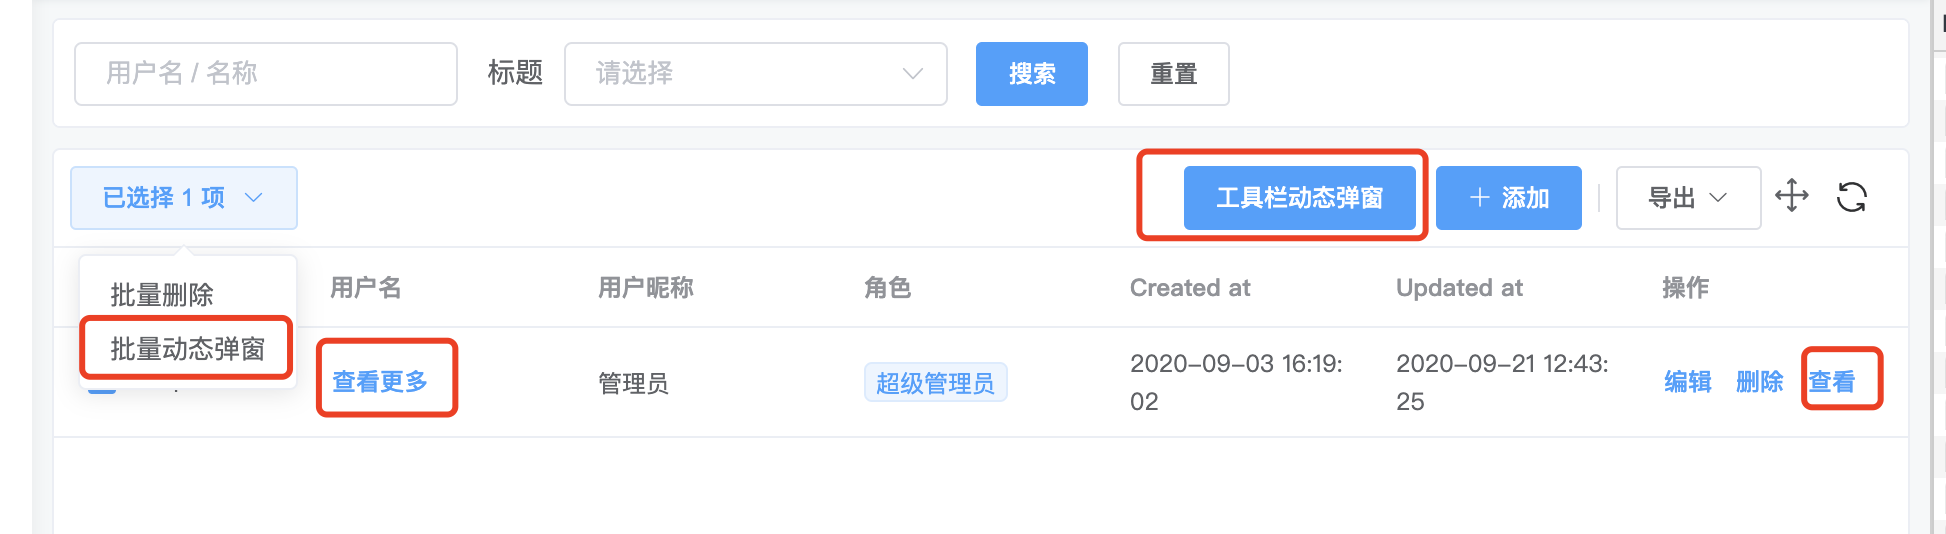 用户名 / 名称
标题
请选择
搜索
重置
已选择 1 项
工具栏动态弹窗
添加
导出
批量删除
批量动态弹窗
用户名
用户昵称
角色
Created at
Updated at
操作
查看更多
管理员
超级管理员
2020-09-03 16:19:
02
2020-09-21 12:43:
25
编辑
删除
查看